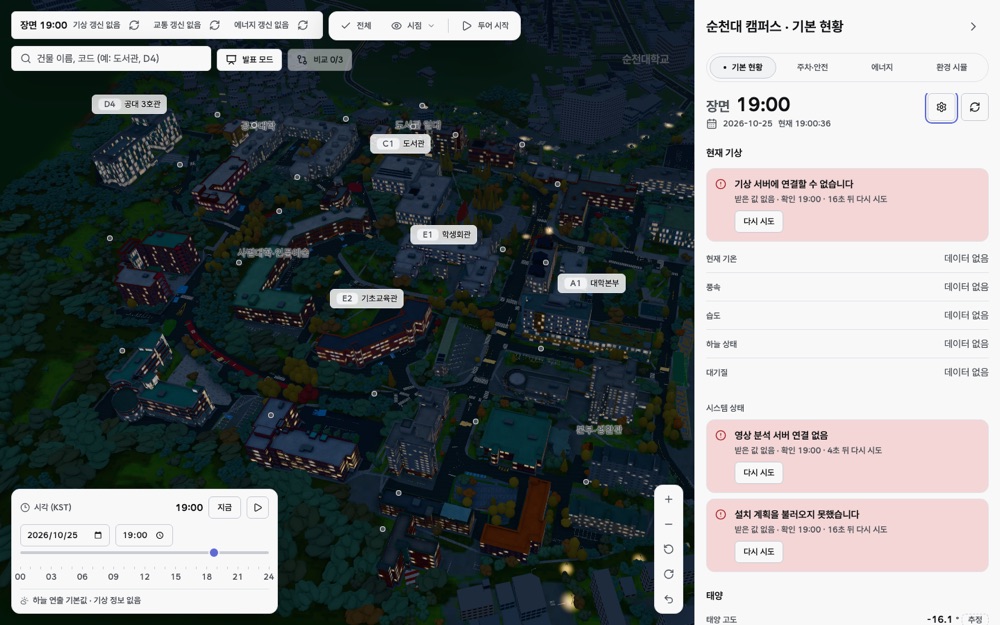 장면 19:00 기상 갱신 없음 교통 갱신 없음 에너지 갱신 없음
전체 시점 투어 시작
건물 이름, 코드 (예: 도서관, D4)
발표 모드
비교 0/3
순천대학교
D4 공대 3호관
공과대학
도서관 일대
C1 도서관
E1 학생회관
사범대학·인문예술
A1 대학본부
E2 기초교육관
본부·생활관
시각 (KST) 19:00 지금
2026/10/25 19:00
00 03 06 09 12 15 18 21 24
하늘 연출 기본값 · 기상 정보 없음
순천대 캠퍼스 · 기본 현황
기본 현황 주차·안전 에너지 환경 시뮬
장면 19:00
2026-10-25 현재 19:00:36
현재 기상
기상 서버에 연결할 수 없습니다
받은 값 없음 · 확인 19:00 · 16초 뒤 다시 시도
다시 시도
현재 기온 데이터 없음
풍속 데이터 없음
습도 데이터 없음
하늘 상태 데이터 없음
대기질 데이터 없음
시스템 상태
영상 분석 서버 연결 없음
받은 값 없음 · 확인 19:00 · 4초 뒤 다시 시도
다시 시도
설치 계획을 불러오지 못했습니다
받은 값 없음 · 확인 19:00 · 16초 뒤 다시 시도
다시 시도
태양
태양 고도 -16.1 ° 추정